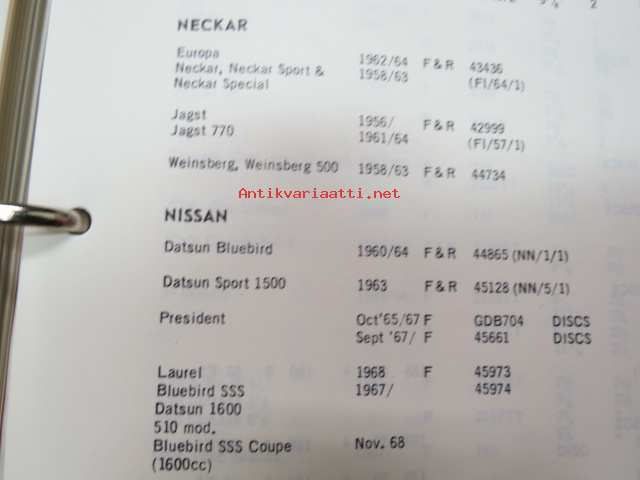 NECKAR
Europa 1962/64 F & R 43436
Neckar, Neckar Sport & 1958/63 (FI/64/1)
Neckar Special
Jagst 1956/ F & R 42999
Jagst 770 1961/64 (FI/57/1)
Weinsberg, Weinsberg 500 1958/63 F & R 44734
Antikvariaatti.net
NISSAN
Datsun Bluebird 1960/64 F & R 44865 (NN/1/1)
Datsun Sport 1500 1963 F & R 45128 (NN/5/1)
President Oct'65/67 F GDB704 DISCS
Sept '67/ F 45661 DISCS
Laurel 1968 F 45973
Bluebird SSS 1967/ 45974
Datsun 1600
510 mod.
Bluebird SSS Coupe Nov. 68
(1600cc)